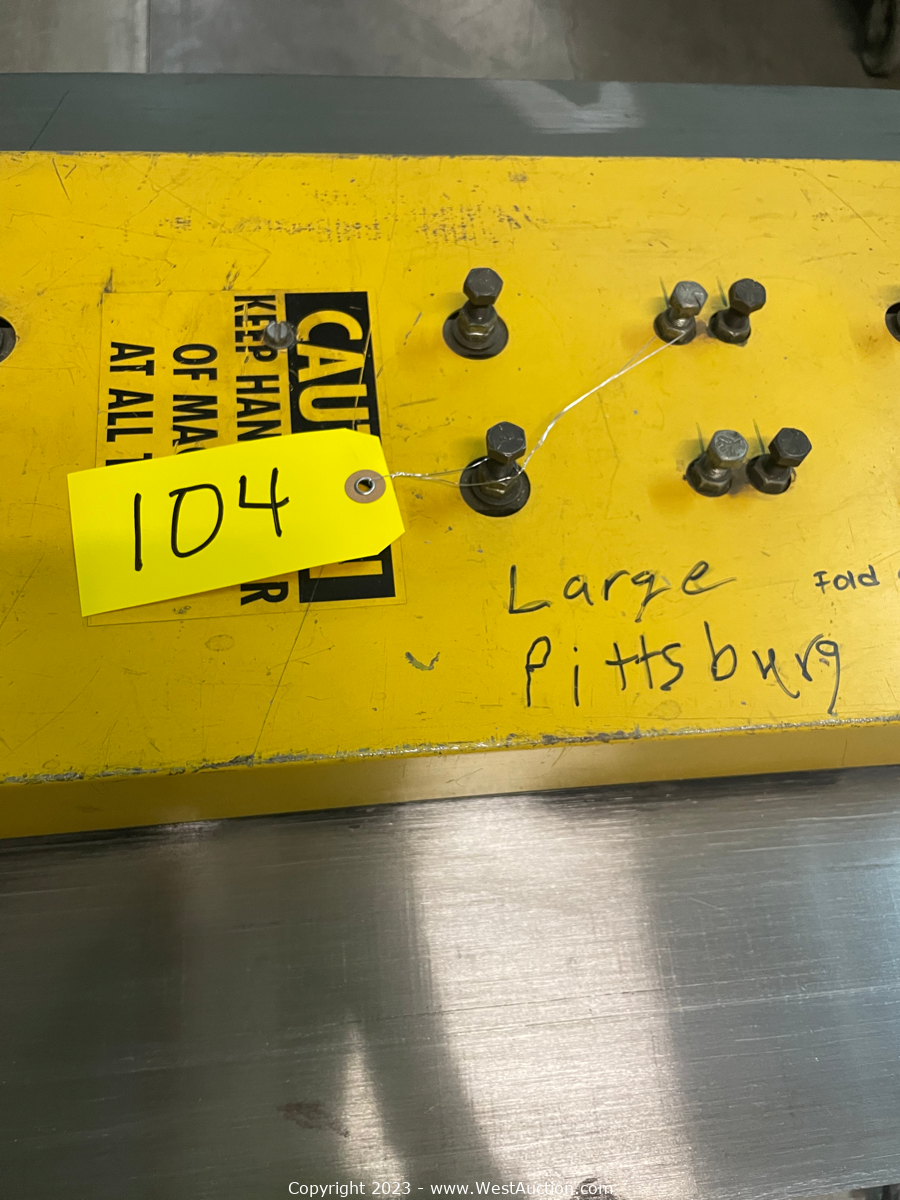 CAU
KEEP HAN
R
OF MA
AT ALL
104
Large
Pittsburg
Fold
Copyright 2023 - www.WestAuction.com